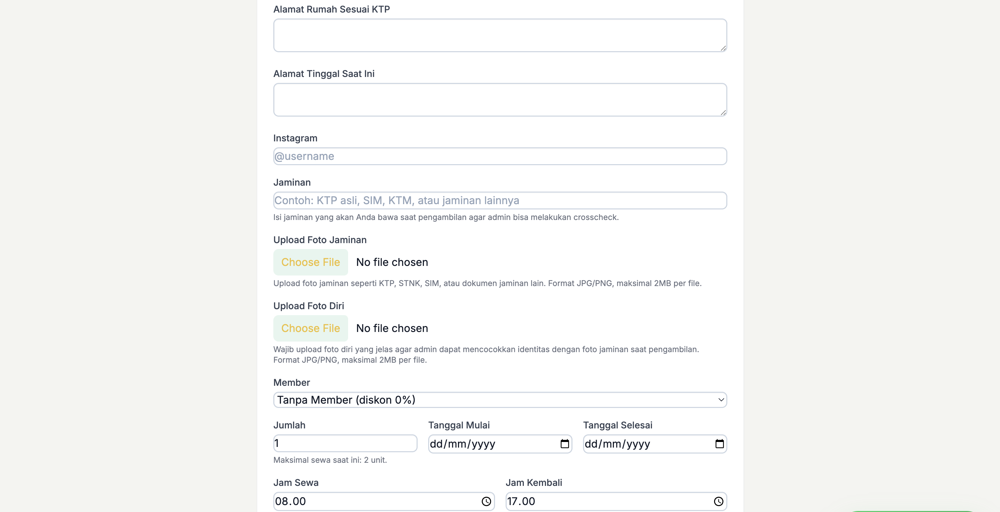 Alamat Rumah Sesuai KTP
Alamat Tinggal Saat Ini
Instagram
@username
Jaminan
Contoh: KTP asli, SIM, KTM, atau jaminan lainnya
Isi jaminan yang akan Anda bawa saat pengambilan agar admin bisa melakukan crosscheck.
Upload Foto Jaminan
Choose File No file chosen
Upload foto jaminan seperti KTP, STNK, SIM, atau dokumen jaminan lain. Format JPG/PNG, maksimal 2MB per file.
Upload Foto Diri
Choose File No file chosen
Wajib upload foto diri yang jelas agar admin dapat mencocokkan identitas dengan foto jaminan saat pengambilan.
Format JPG/PNG, maksimal 2MB per file.
Member
Tanpa Member (diskon 0%)
Jumlah Tanggal Mulai Tanggal Selesai
1 dd/mm/yyyy dd/mm/yyyy
Maksimal sewa saat ini: 2 unit.
Jam Sewa Jam Kembali
08.00 17.00